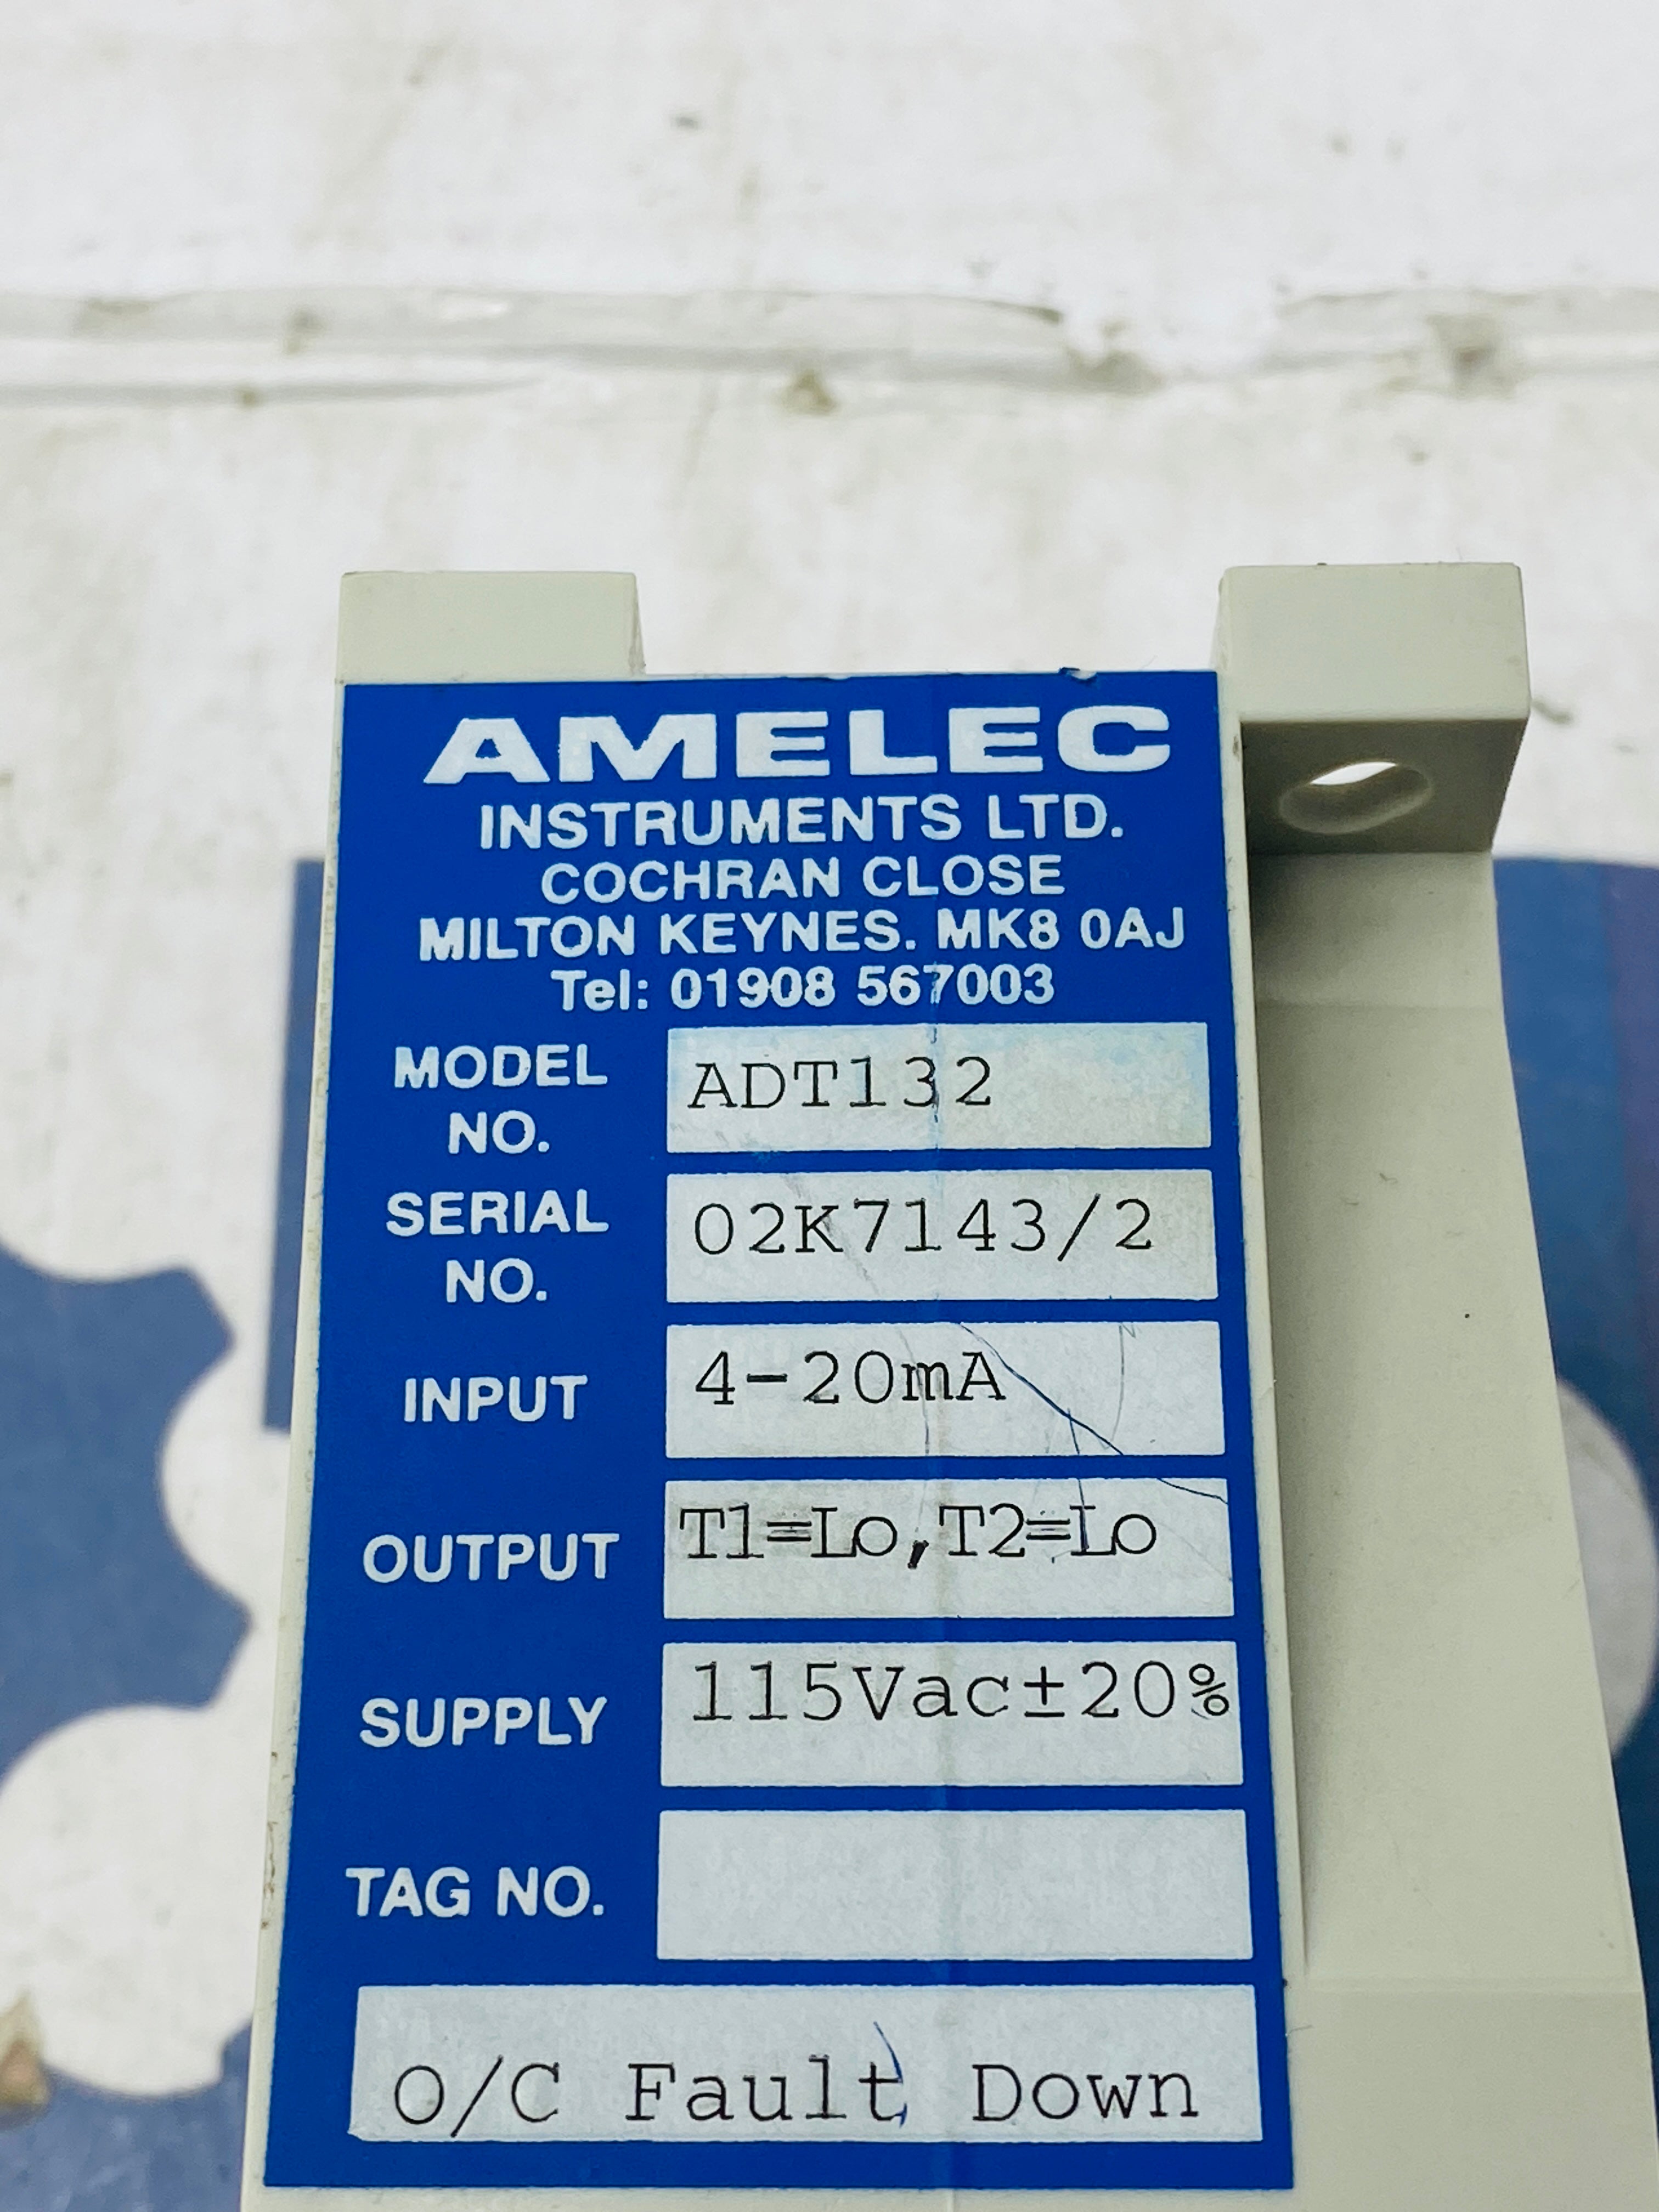 AMELEC
INSTRUMENTS LTD.
COCHRAN CLOSE
MILTON KEYNES. MK8 0AJ
Tel: 01908 567003
MODEL NO. ADT132
SERIAL NO. 02K7143/2
INPUT 4-20mA
OUTPUT T1=Lo,T2=Lo
SUPPLY 115Vac±20%
TAG NO.
O/C Fault Down